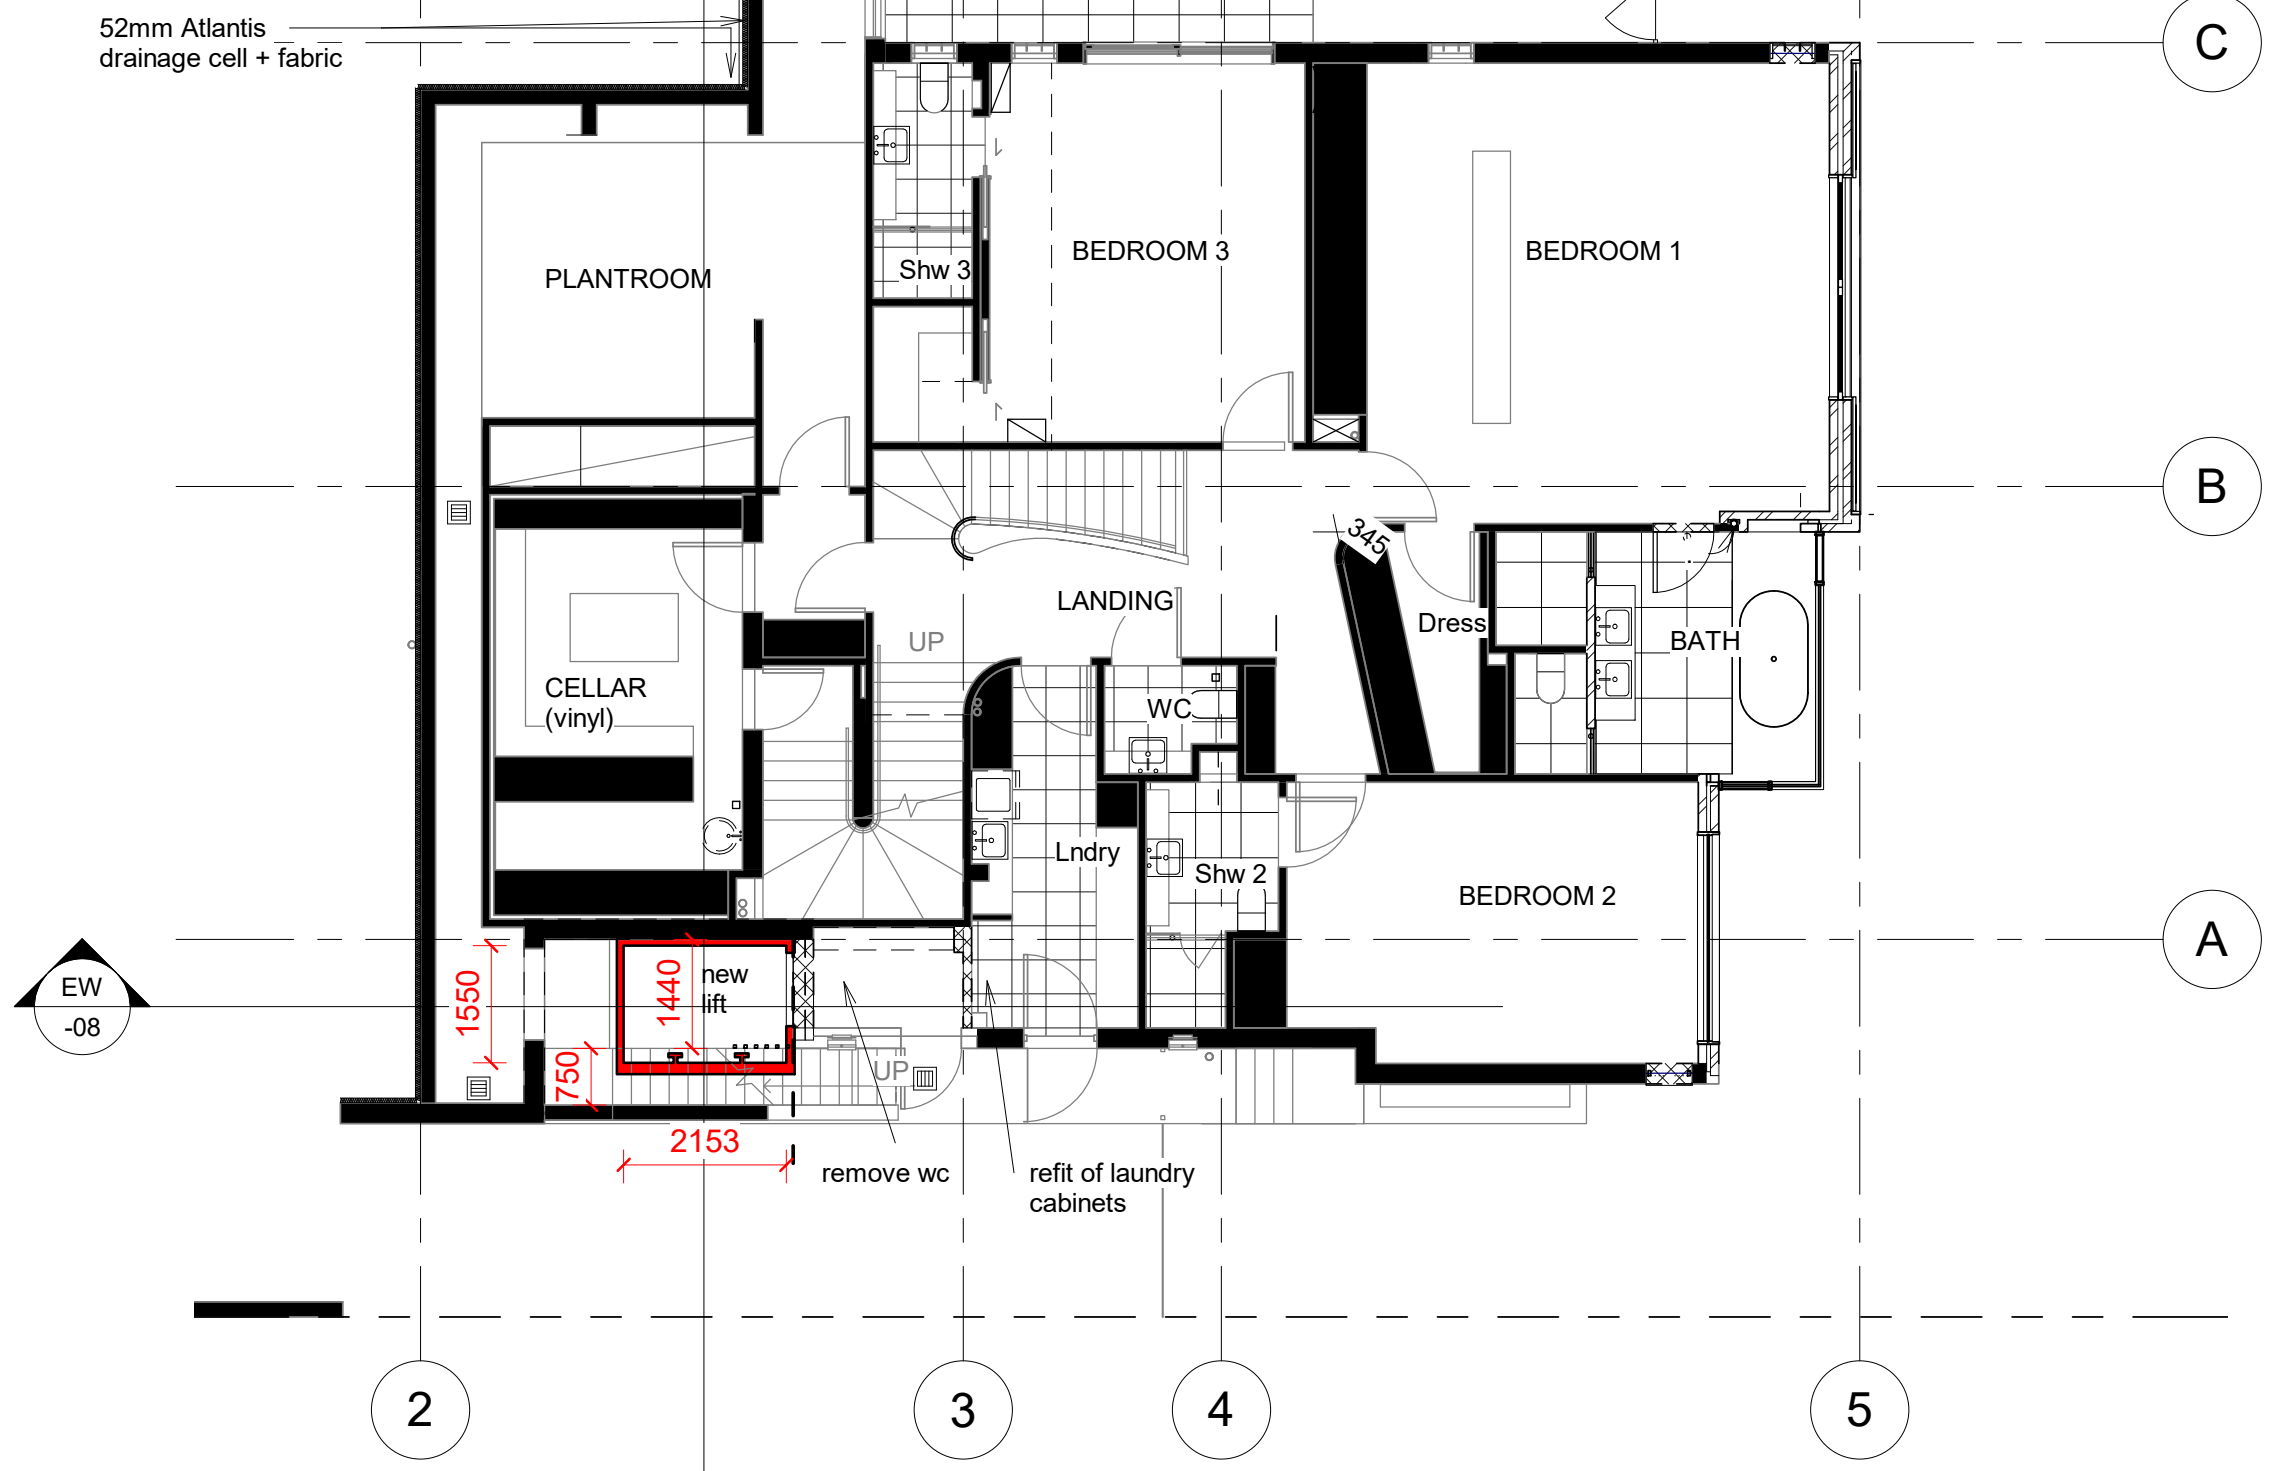 52mm Atlantis
drainage cell + fabric
C
BEDROOM 3
BEDROOM 1
Shw 3
PLANTROOM
B
345
LANDING
Dress
UP
BATH
CELLAR
(vinyl)
WC
Lndry
Shw 2
BEDROOM 2
A
EW
-08
1550
1440
new
lift
750
UP
2153
remove wc
refit of laundry
cabinets
2
3
4
5